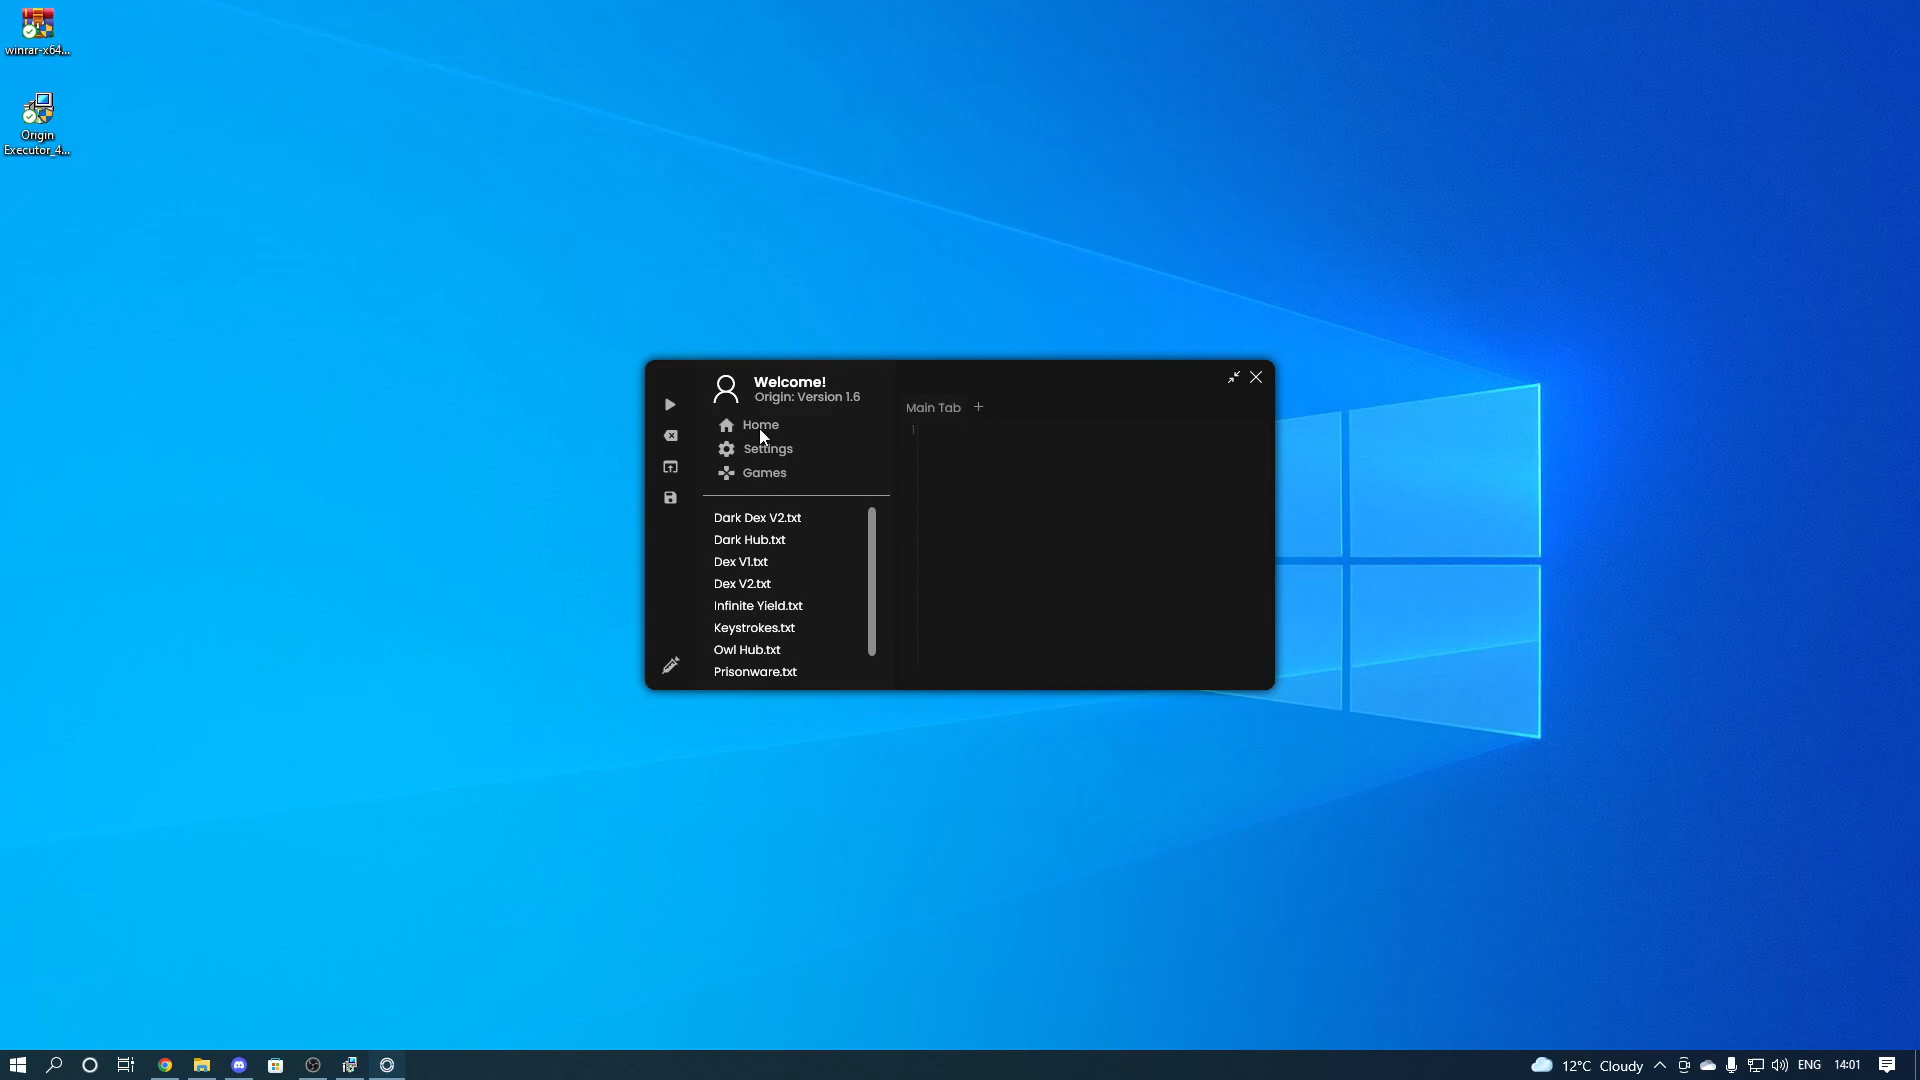 winrar-x64...
Origin
Executor_4...
Welcome!
Origin: Version 1.6
Home
Settings
Games
Dark Dex V2.txt
Dark Hub.txt
Dex V1.txt
Dex V2.txt
Infinite Yield.txt
Keystrokes.txt
Owl Hub.txt
Prisonware.txt
Main Tab +
1
12°C Cloudy ENG 14:01